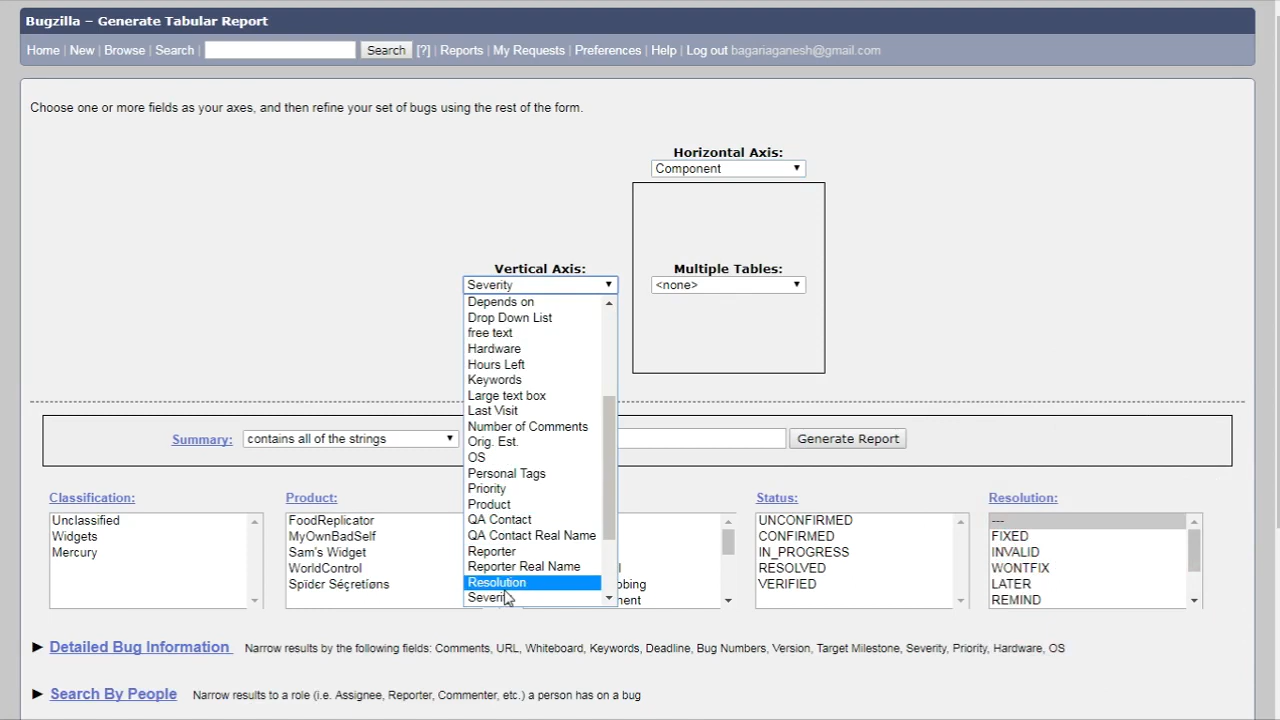 Bugzilla – Generate Tabular Report
Home | New | Browse | Search | Search [?] | Reports | My Requests | Preferences | Help | Log out bagariaganesh@gmail.com
Choose one or more fields as your axes, and then refine your set of bugs using the rest of the form.
Horizontal Axis:
Component
Vertical Axis:
Multiple Tables:
Severity
<none>
Depends on
Drop Down List
free text
Hardware
Hours Left
Keywords
Large text box
Last Visit
Number of Comments
Orig. Est.
OS
Personal Tags
Priority
Product
QA Contact
QA Contact Real Name
Reporter
Reporter Real Name
Resolution
Severity
Summary:
contains all of the strings
Generate Report
Classification:
Unclassified
Widgets
Mercury
Product:
FoodReplicator
MyOwnBadSelf
Sam's Widget
WorldControl
Spïdєr Séçretíøns
Status:
UNCONFIRMED
CONFIRMED
IN_PROGRESS
RESOLVED
VERIFIED
Resolution:
---
FIXED
INVALID
WONTFIX
LATER
REMIND
Detailed Bug Information Narrow results by the following fields: Comments, URL, Whiteboard, Keywords, Deadline, Bug Numbers, Version, Target Milestone, Severity, Priority, Hardware, OS
Search By People Narrow results to a role (i.e. Assignee, Reporter, Commenter, etc.) a person has on a bug